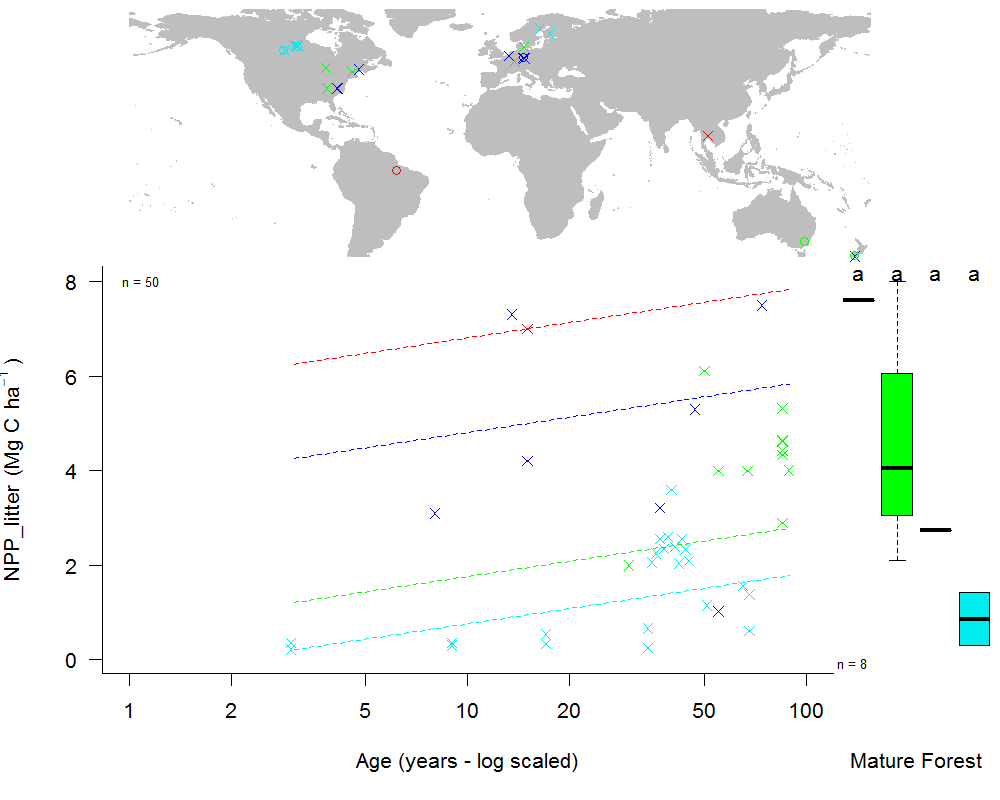 a a a a
n = 50
8
6
4
2
0
NPP_litter (Mg C ha⁻¹ )
n = 8
1 2 5 10 20 50 100
Age (years - log scaled) Mature Forest